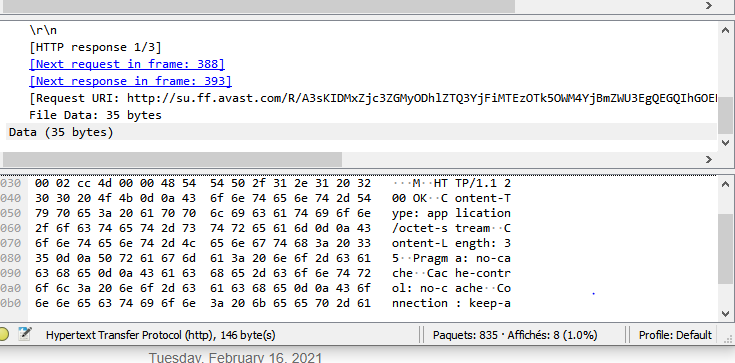 \r\n
[HTTP response 1/3]
[Next request in frame: 388]
[Next response in frame: 393]
[Request URI: http://su.ff.avast.com/R/A3sKIDMxZjc3ZGMyODhlZTQ3YjFiMTEzOTk5OWM4YjBmZWU3EgQEGQIhGOE
File Data: 35 bytes
Data (35 bytes)
030 00 02 cc 4d 00 00 48 54 54 50 2f 31 2e 31 20 32 ···M··HT TP/1.1 2
040 30 30 20 4f 4b 0d 0a 43 6f 6e 74 65 6e 74 2d 54 00 OK··C ontent-T
050 79 70 65 3a 20 61 70 70 6c 69 63 61 74 69 6f 6e ype: app lication
060 2f 6f 63 74 65 74 2d 73 74 72 65 61 6d 0d 0a 43 /octet-s tream··C
070 6f 6e 74 65 6e 74 2d 4c 65 6e 67 74 68 3a 20 33 ontent-L ength: 3
080 35 0d 0a 50 72 61 67 6d 61 3a 20 6e 6f 2d 63 61 5··Pragm a: no-ca
090 63 68 65 0d 0a 43 61 63 68 65 2d 63 6f 6e 74 72 che··Cac he-contr
0a0 6f 6c 3a 20 6e 6f 2d 63 61 63 68 65 0d 0a 43 6f ol: no-c ache··Co
0b0 6e 6e 65 63 74 69 6f 6e 3a 20 6b 65 65 70 2d 61 nnection : keep-a
Hypertext Transfer Protocol (http), 146 byte(s) Paquets: 835 · Affichés: 8 (1.0%) Profile: Default
Tuesday, February 16, 2021